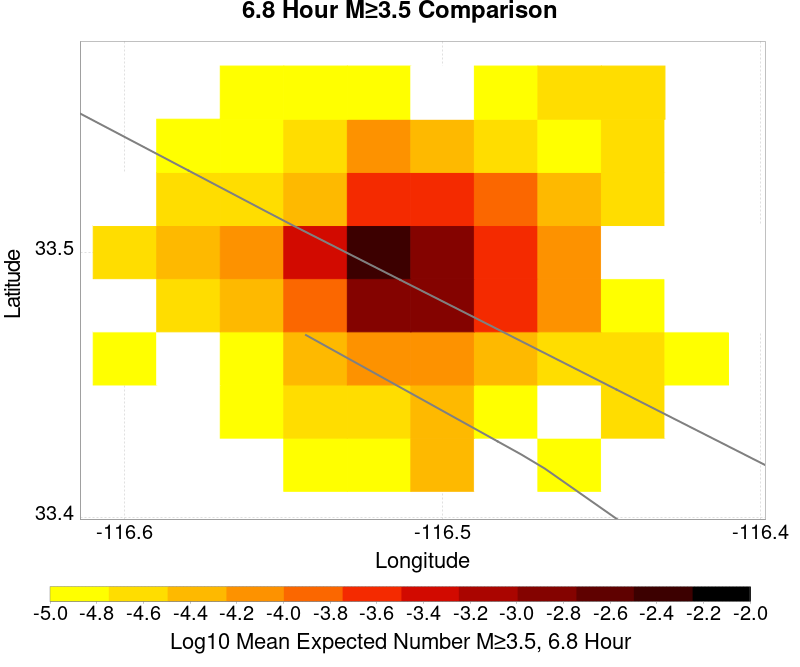 6.8 Hour M≥3.5 Comparison
Latitude
33.5
33.4
-116.6 -116.5 -116.4
Longitude
-5.0 -4.8 -4.6 -4.4 -4.2 -4.0 -3.8 -3.6 -3.4 -3.2 -3.0 -2.8 -2.6 -2.4 -2.2 -2.0
Log10 Mean Expected Number M≥3.5, 6.8 Hour